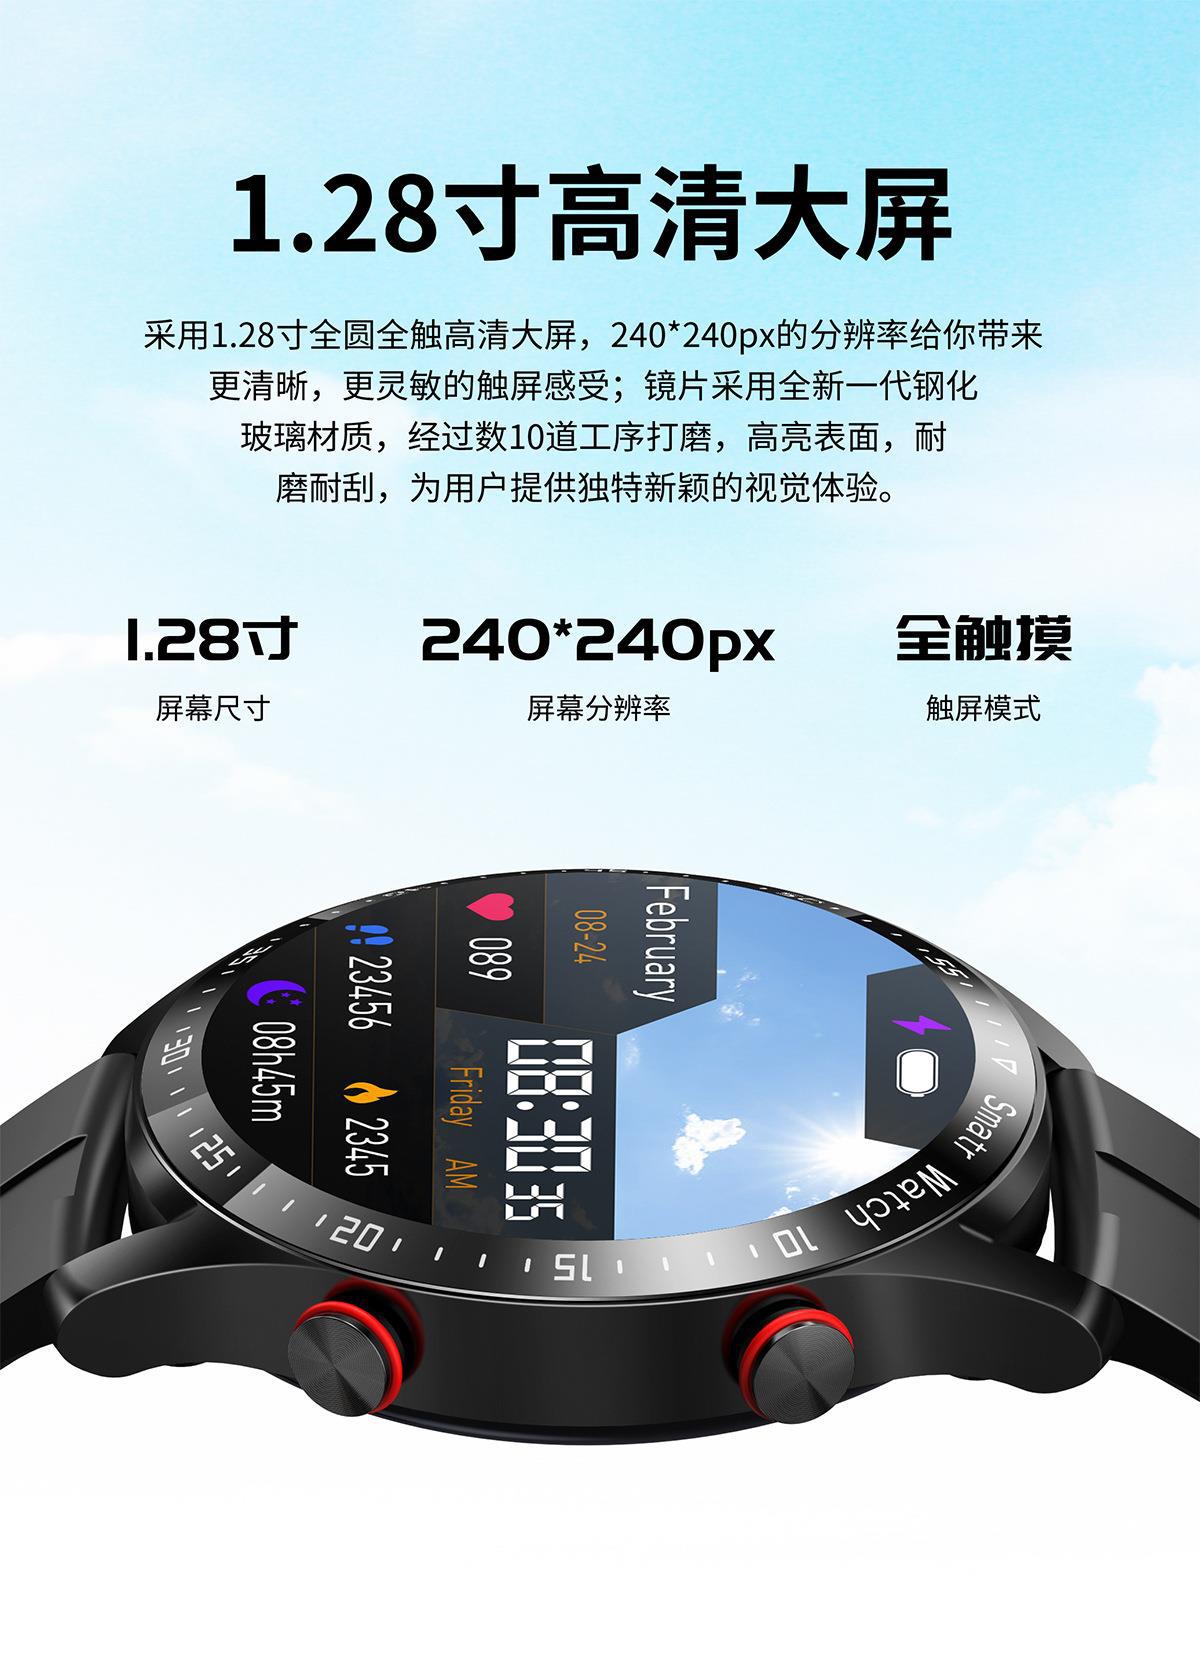 1.28寸高清大屏
采用1.28寸全圆全触高清大屏，240*240px的分辨率给你带来
更清晰，更灵敏的触屏感受；镜片采用全新一代钢化
玻璃材质，经过数10道工序打磨，高亮表面，耐
磨耐刮，为用户提供独特新颖的视觉体验。
1.28寸
240*240px
全触摸
屏幕尺寸
屏幕分辨率
触屏模式
February
08-24
089
23456
08h45m
2345
Friday AM
08:30 35
55
Smatr Watch
10
15
02
25
30
35